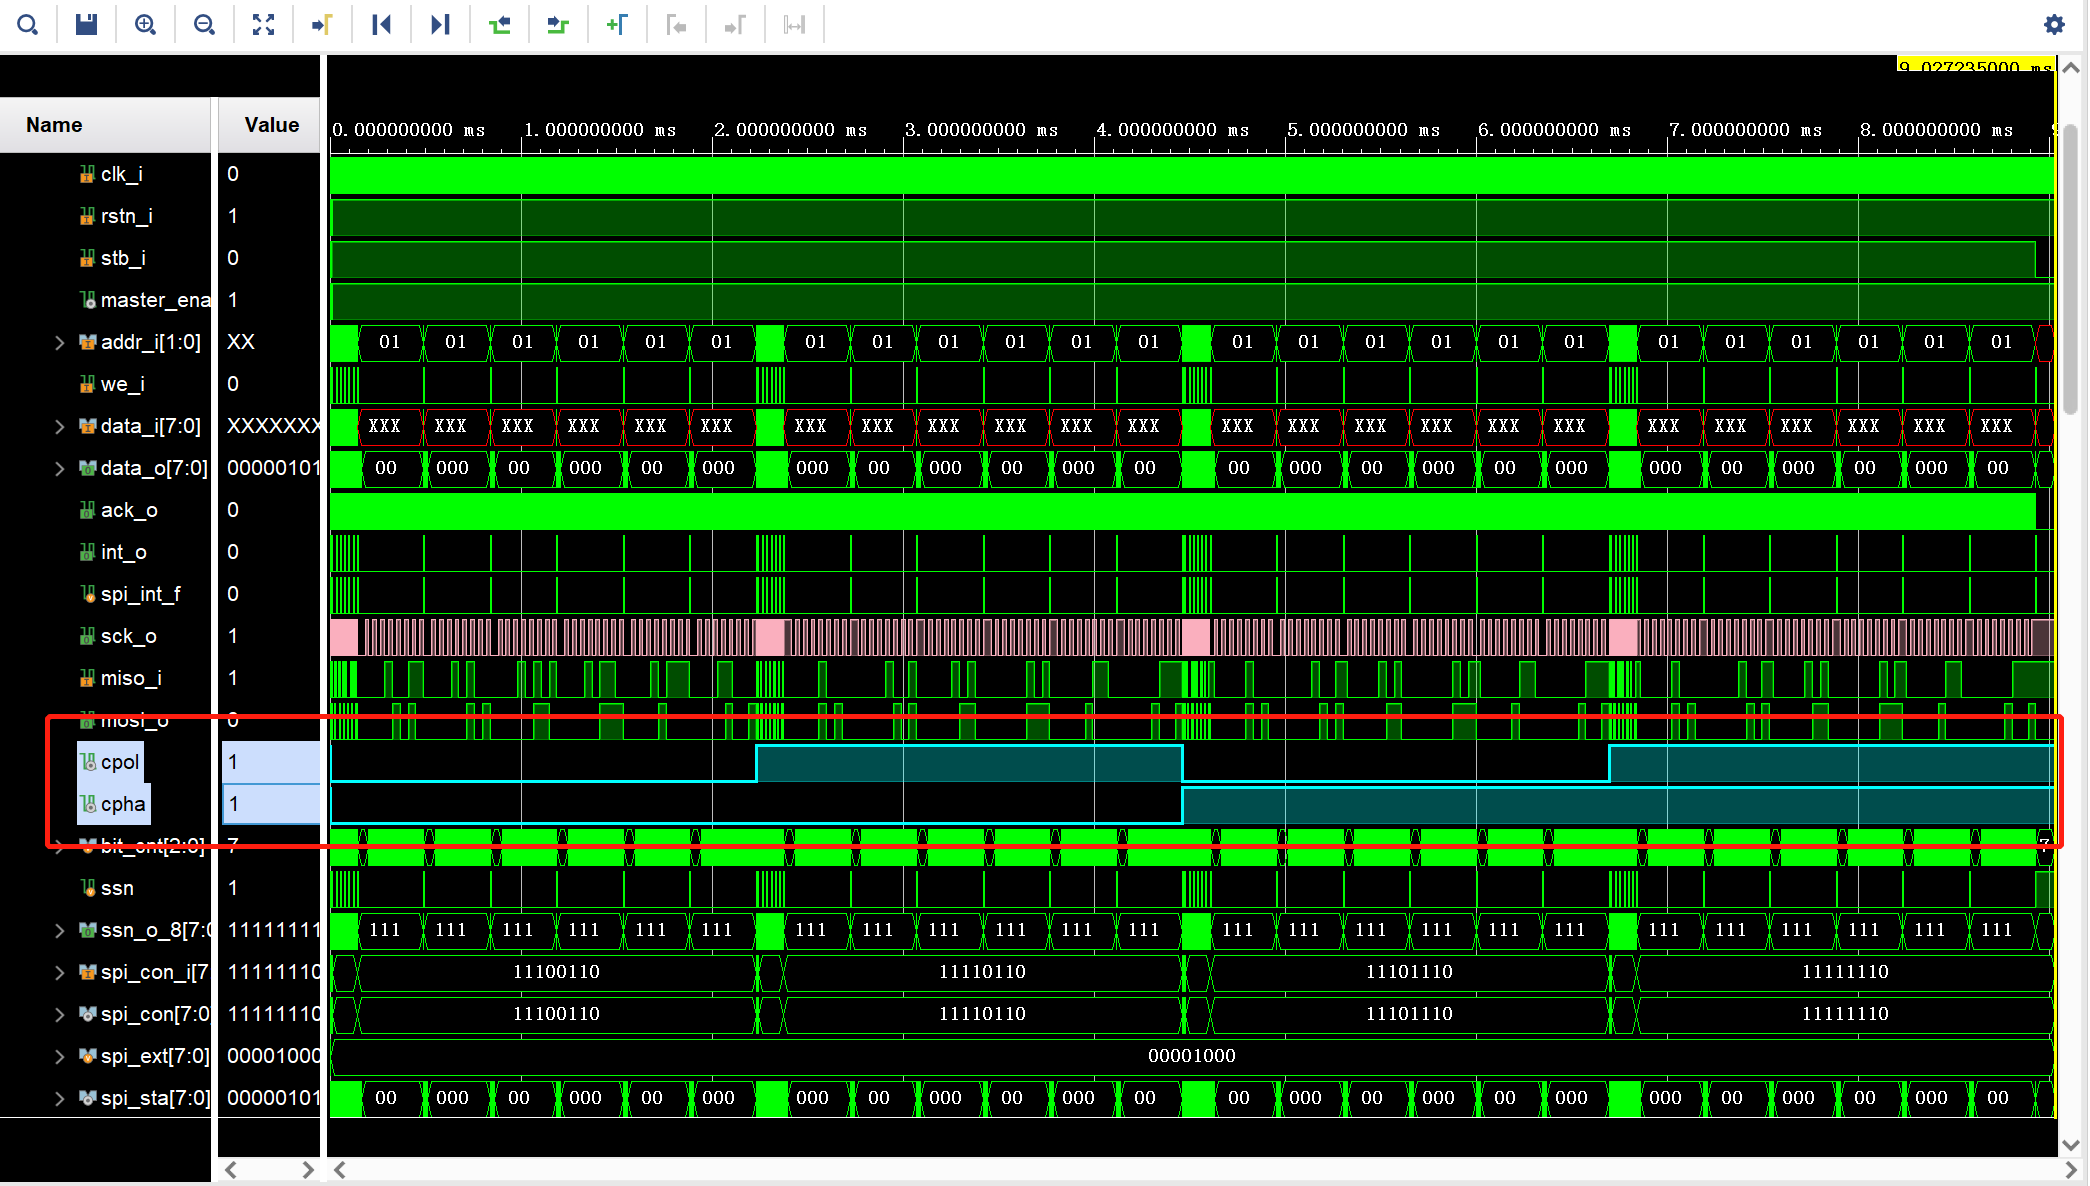 9.027235000 ms
Name Value 0.000000000 ms 1.000000000 ms 2.000000000 ms 3.000000000 ms 4.000000000 ms 5.000000000 ms 6.000000000 ms 7.000000000 ms 8.000000000 ms
clk_i 0
rstn_i 1
stb_i 0
master_ena 1
addr_i[1:0] XX 01 01 01 01 01 01 01 01 01 01 01 01 01 01 01 01 01 01 01 01 01 01 01 01
we_i 0
data_i[7:0] XXXXXXX XXX XXX XXX XXX XXX XXX XXX XXX XXX XXX XXX XXX XXX XXX XXX XXX XXX XXX XXX XXX XXX XXX XXX XXX
data_o[7:0] 00000101 00 000 00 000 00 000 000 00 000 00 000 00 00 000 00 000 00 000 000 00 000 00 000 00
ack_o 0
int_o 0
spi_int_f 0
sck_o 1
miso_i 1
mosi_o 0
cpol 1
cpha 1
bit_cnt[2:0] 7 7
ssn 1
ssn_o_8[7:0 11111111 111 111 111 111 111 111 111 111 111 111 111 111 111 111 111 111 111 111 111 111 111 111 111 111
spi_con_i[7 11111110 11100110 11110110 11101110 11111110
spi_con[7:0] 11111110 11100110 11110110 11101110 11111110
spi_ext[7:0] 00001000 00001000
spi_sta[7:0] 00000101 00 000 00 000 00 000 000 00 000 00 000 00 00 000 00 000 00 000 000 00 000 00 000 00